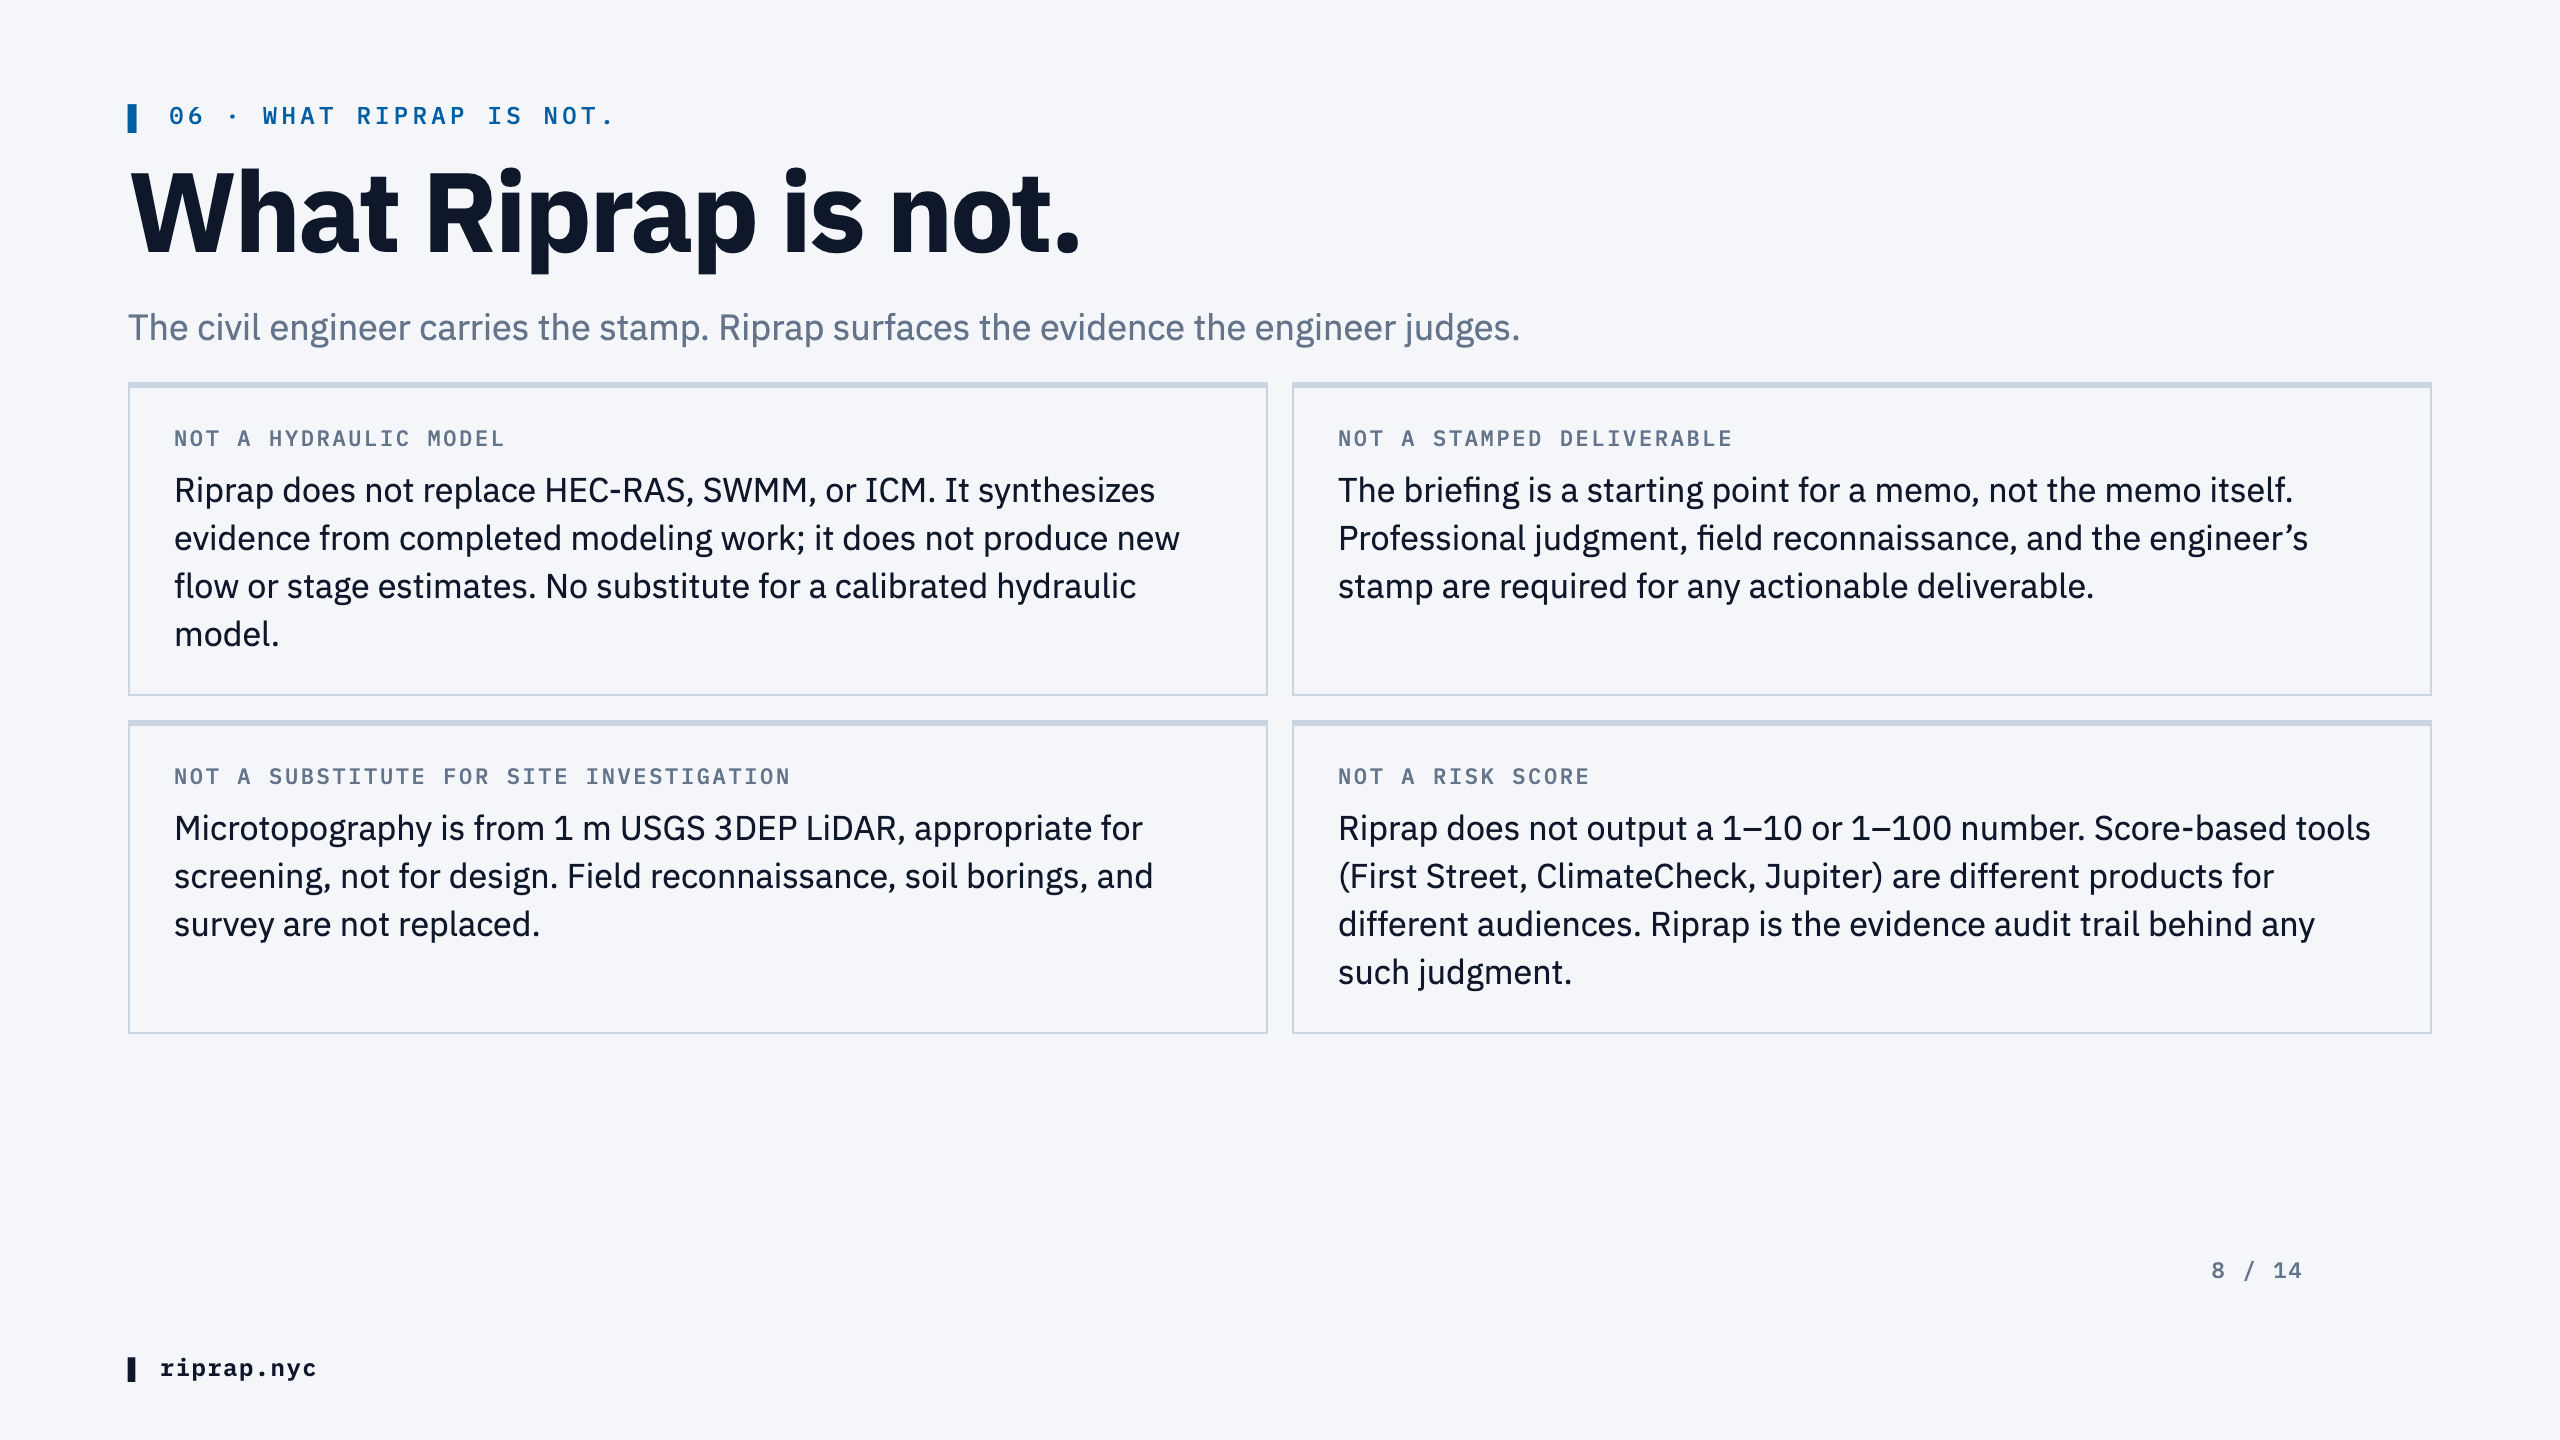 06 · WHAT RIPRAP IS NOT.
What Riprap is not.
The civil engineer carries the stamp. Riprap surfaces the evidence the engineer judges.
NOT A HYDRAULIC MODEL
Riprap does not replace HEC-RAS, SWMM, or ICM. It synthesizes
evidence from completed modeling work; it does not produce new
flow or stage estimates. No substitute for a calibrated hydraulic
model.
NOT A STAMPED DELIVERABLE
The briefing is a starting point for a memo, not the memo itself.
Professional judgment, field reconnaissance, and the engineer’s
stamp are required for any actionable deliverable.
NOT A SUBSTITUTE FOR SITE INVESTIGATION
Microtopography is from 1 m USGS 3DEP LiDAR, appropriate for
screening, not for design. Field reconnaissance, soil borings, and
survey are not replaced.
NOT A RISK SCORE
Riprap does not output a 1–10 or 1–100 number. Score-based tools
(First Street, ClimateCheck, Jupiter) are different products for
different audiences. Riprap is the evidence audit trail behind any
such judgment.
8 / 14
riprap.nyc